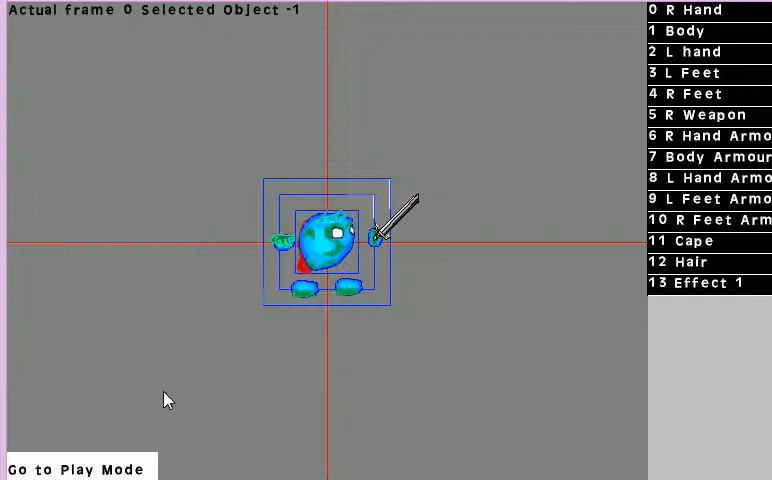 Actual frame 0 Selected Object -1
0 R Hand
1 Body
2 L hand
3 L Feet
4 R Feet
5 R Weapon
6 R Hand Armo
7 Body Armour
8 L Hand Armo
9 L Feet Armo
10 R Feet Arm
11 Cape
12 Hair
13 Effect 1
Go to Play Mode